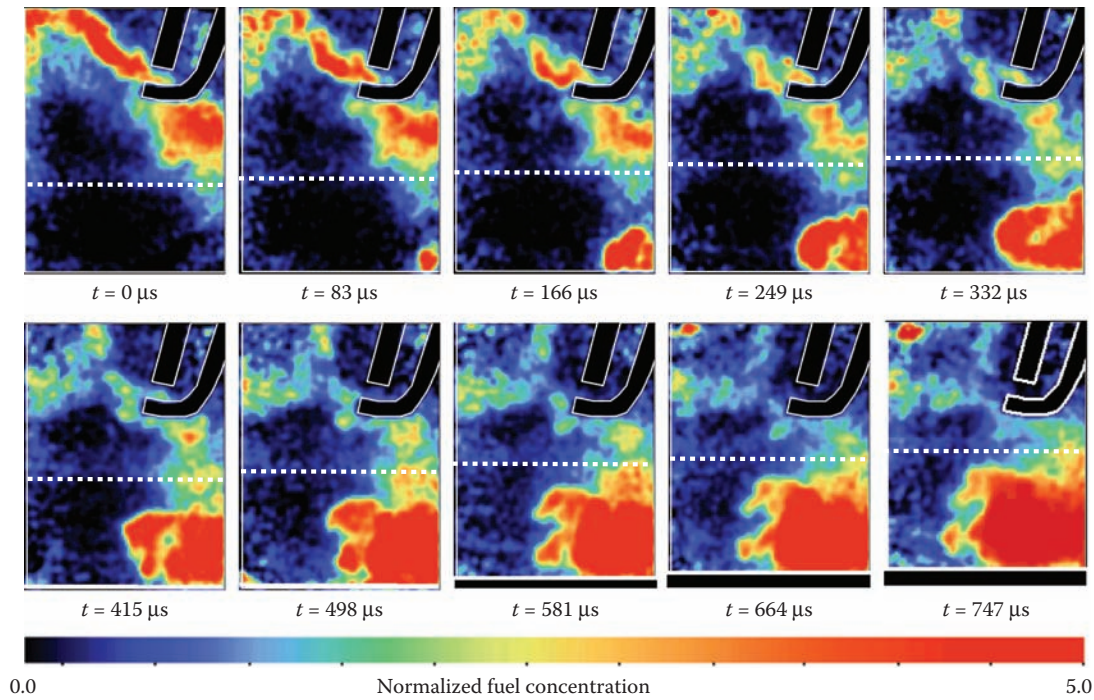 t = 0 µs
t = 83 µs
t = 166 µs
t = 249 µs
t = 332 µs
t = 415 µs
t = 498 µs
t = 581 µs
t = 664 µs
t = 747 µs
0.0
Normalized fuel concentration
5.0